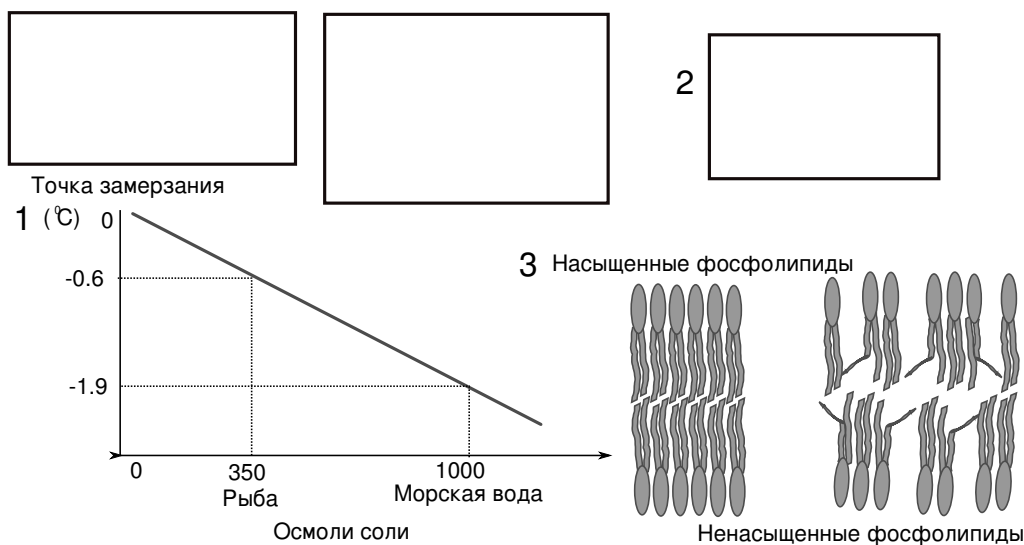 2
Точка замерзания
1 (⁰C) 0
-0.6
-1.9
0 350 1000
Рыба Морская вода
Осмоли соли
3 Насыщенные фосфолипиды
Ненасыщенные фосфолипиды